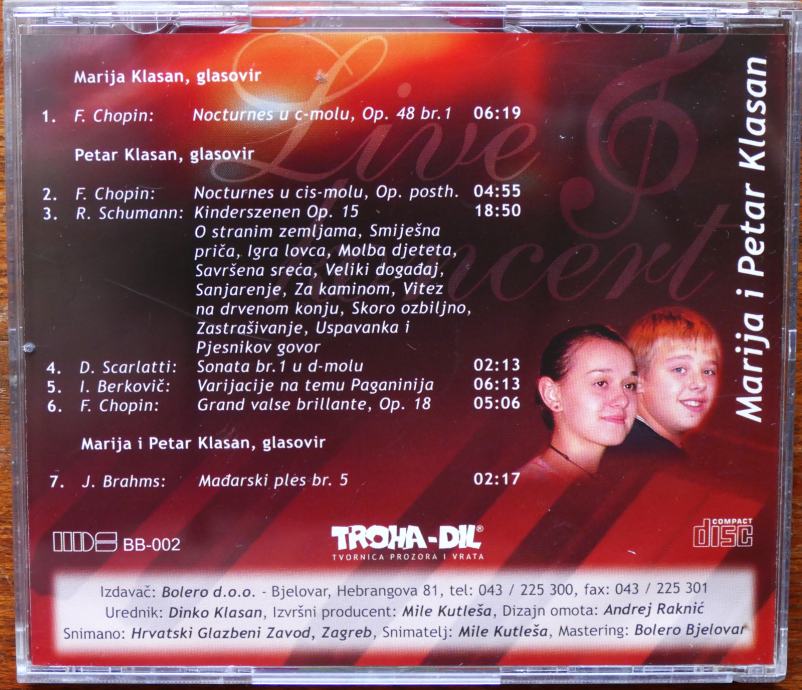 Live koncert
Marija Klasan, glasovir
1. F. Chopin: Nocturnes u c-molu, Op. 48 br.1 06:19
Petar Klasan, glasovir
2. F. Chopin: Nocturnes u cis-molu, Op. posth. 04:55
3. R. Schumann: Kinderszenen Op. 15 18:50
O stranim zemljama, Smiješna
priča, Igra lovca, Molba djeteta,
Savršena sreća, Veliki događaj,
Sanjarenje, Za kaminom, Vitez
na drvenom konju, Skoro ozbiljno,
Zastrašivanje, Uspavanka i
Pjesnikov govor
4. D. Scarlatti: Sonata br.1 u d-molu 02:13
5. I. Berkovič: Varijacije na temu Paganinija 06:13
6. F. Chopin: Grand valse brillante, Op. 18 05:06
Marija i Petar Klasan, glasovir
7. J. Brahms: Mađarski ples br. 5 02:17
Marija i Petar Klasan
BB-002
TROHA-DIL®
TVORNICA PROZORA I VRATA
COMPACT
disc
Izdavač: Bolero d.o.o. - Bjelovar, Hebrangova 81, tel: 043 / 225 300, fax: 043 / 225 301
Urednik: Dinko Klasan, Izvršni producent: Mile Kutleša, Dizajn omota: Andrej Raknić
Snimano: Hrvatski Glazbeni Zavod, Zagreb, Snimatelj: Mile Kutleša, Mastering: Bolero Bjelovar